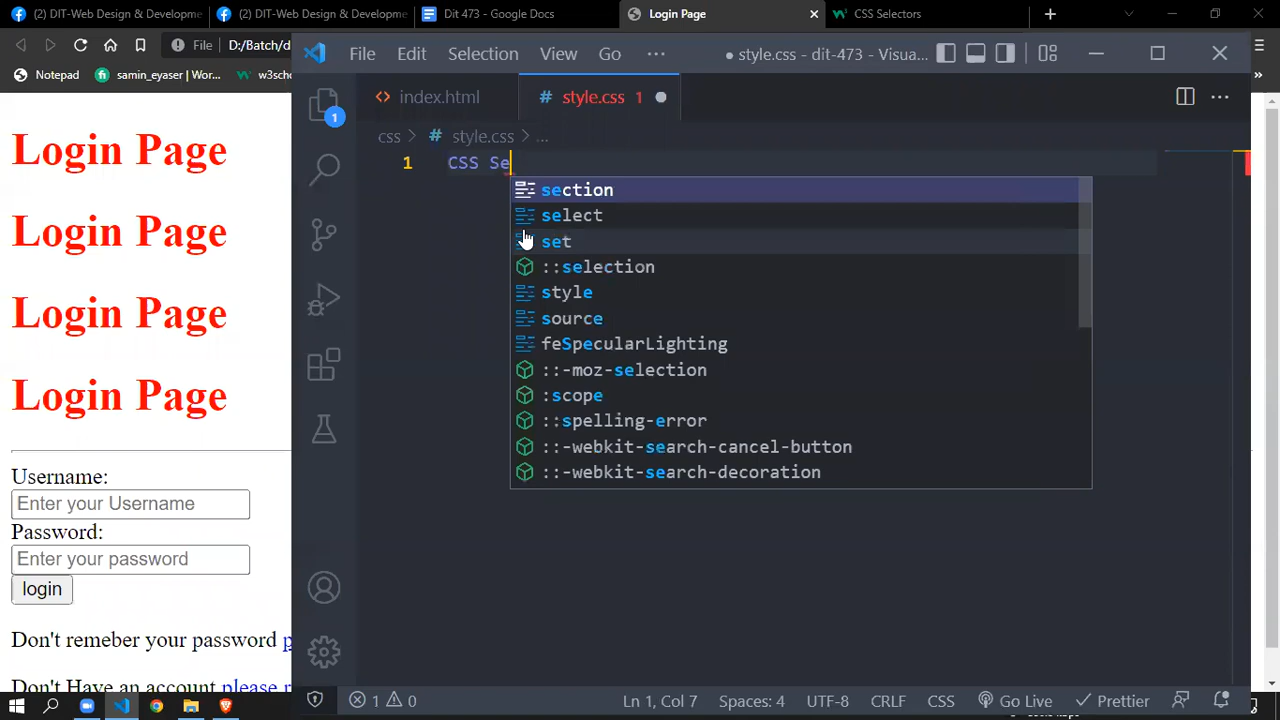 (2) DIT-Web Design & Developme
(2) DIT-Web Design & Developme
Dit 473 - Google Docs
Login Page
CSS Selectors
File
D:/Batch/d
Notepad
samin_eyaser | Wor...
w3scho
File Edit Selection View Go ···
● style.css - dit-473 - Visua...
index.html
# style.css 1
css > # style.css > ...
1 CSS Se
section
select
set
::selection
style
source
feSpecularLighting
::-moz-selection
:scope
::spelling-error
::-webkit-search-cancel-button
::-webkit-search-decoration
1
Login Page
Login Page
Login Page
Login Page
Username:
Enter your Username
Password:
Enter your password
login
Don't remeber your password p
Don't Have an account please r
1 0 Ln 1, Col 7 Spaces: 4 UTF-8 CRLF CSS Go Live Prettier